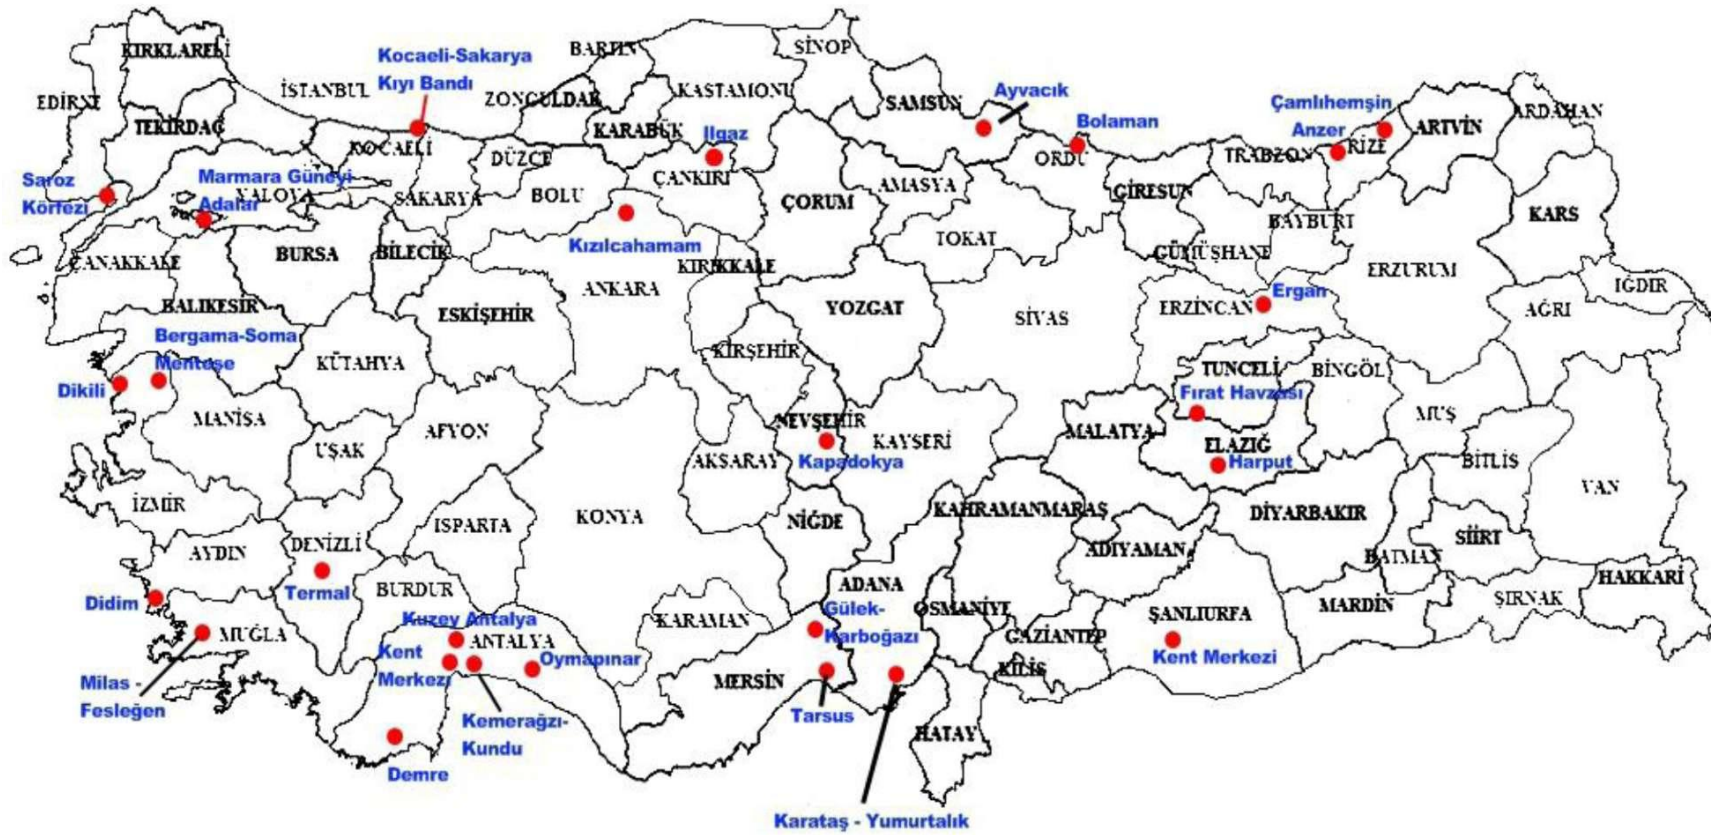 KIRKLARELİ
EDİRNE
TEKİRDAĞ
İSTANBUL
Kocaeli-Sakarya
Kıyı Bandı
KOCAELİ
YALOVA
SAKARYA
DÜZCE
ZONGULDAK
BARTIN
KARABÜK
KASTAMONU
SİNOP
SAMSUN
Ayvacık
Bolaman
ORDU
GİRESUN
TRABZON
Çamlıhemşin
Anzer
RİZE
ARTVİN
ARDAHAN
Saroz
Körfezi
Marmara Güneyi
Adalar
ÇANAKKALE
BALIKESİR
BURSA
BİLECİK
BOLU
Ilgaz
ÇANKIRI
Kızılcahamam
ÇORUM
AMASYA
TOKAT
GÜMÜŞHANE
BAYBURT
ERZURUM
KARS
IĞDIR
AĞRI
ESKİŞEHİR
ANKARA
KIRIKKALE
YOZGAT
SİVAS
ERZİNCAN
Ergan
Bergama-Soma
Menteşe
Dikili
KÜTAHYA
MANİSA
UŞAK
AFYON
KIRŞEHİR
NEVŞEHİR
Kapadokya
KAYSERİ
AKSARAY
MALATYA
TUNCELİ
Fırat Havzası
ELAZIĞ
Harput
BİNGÖL
MUŞ
BİTLİS
VAN
İZMİR
AYDIN
DENİZLİ
Termal
ISPARTA
KONYA
NİĞDE
KAHRAMANMARAŞ
ADIYAMAN
DİYARBAKIR
BATMAN
SİİRT
HAKKARİ
ŞIRNAK
MARDİN
Didim
MUĞLA
Milas -
Fesleğen
BURDUR
Kuzey Antalya
ANTALYA
Kent
Merkezi
Oymapınar
Kemerağzı-
Kundu
Demre
KARAMAN
MERSİN
ADANA
Gülek-
Karboğazı
Tarsus
OSMANİYE
GAZİANTEP
KİLİS
HATAY
ŞANLIURFA
Kent Merkezi
Karataş - Yumurtalık